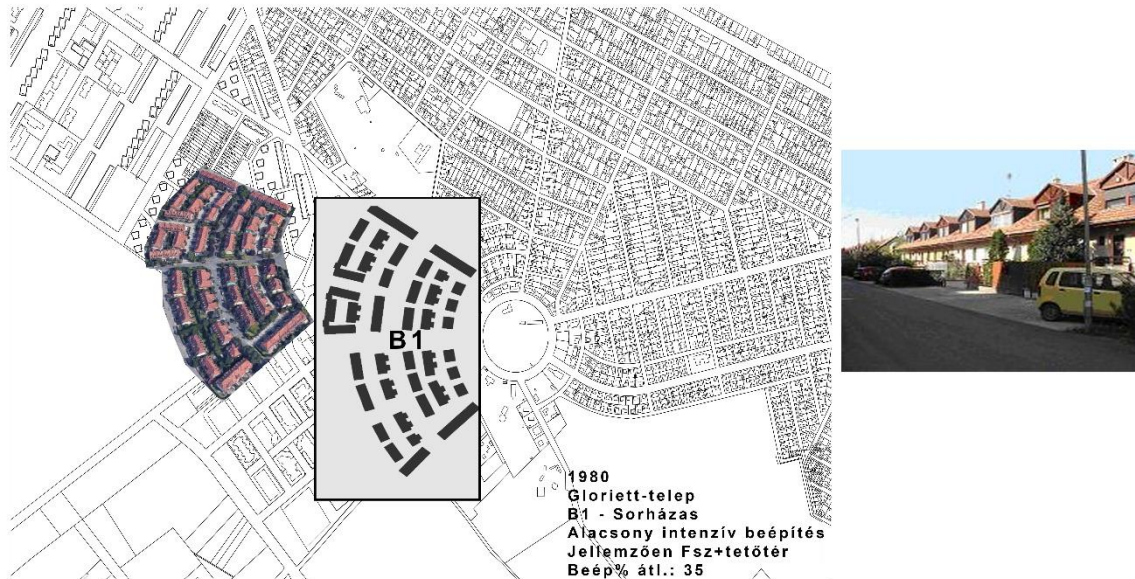 B1
1980
Gloriett-telep
B1 - Sorházas
Alacsony intenzív beépítés
Jellemzően Fsz+tetőtér
Beép% átl.: 35